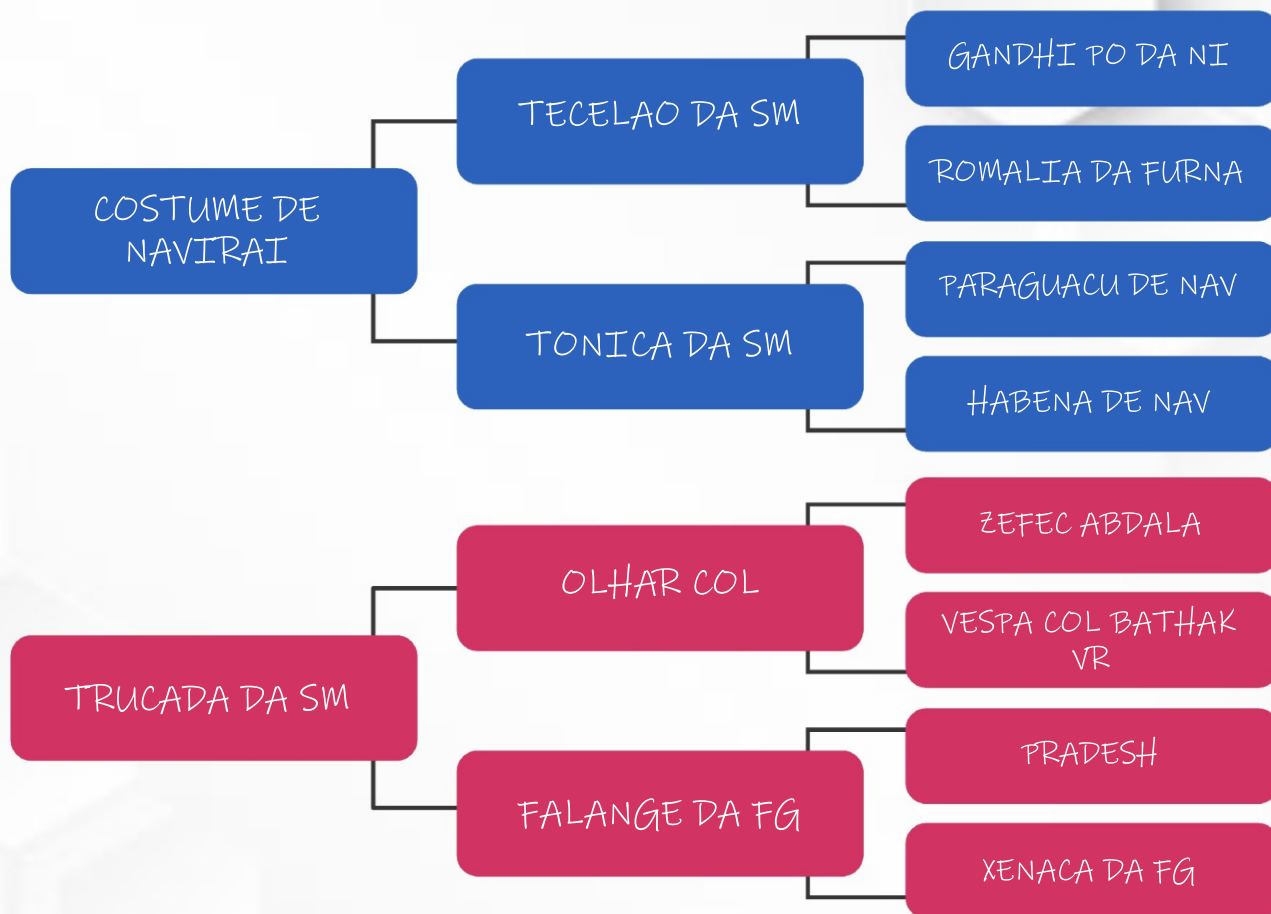 GANDHI PO DA NI
TECELAO DA SM
ROMALIA DA FURNA
COSTUME DE
NAVIRAI
PARAGUACU DE NAV
TONICA DA SM
HABENA DE NAV
ZEFEC ABDALA
OLHAR COL
VESPA COL BATHAK
VR
TRUCADA DA SM
PRADESH
FALANGE DA FG
XENACA DA FG